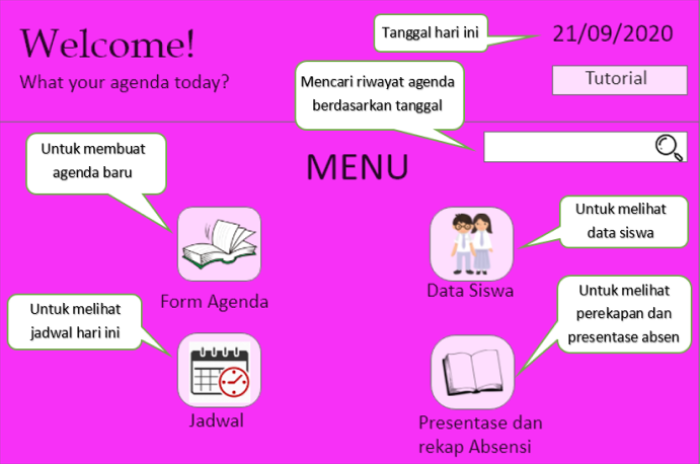 Welcome!
What your agenda today?
Tanggal hari ini
21/09/2020
Tutorial
Mencari riwayat agenda
berdasarkan tanggal
MENU
Untuk membuat
agenda baru
Form Agenda
Untuk melihat
data siswa
Data Siswa
Untuk melihat
jadwal hari ini
Jadwal
Untuk melihat
perekapan dan
presentase absen
Presentase dan
rekap Absensi